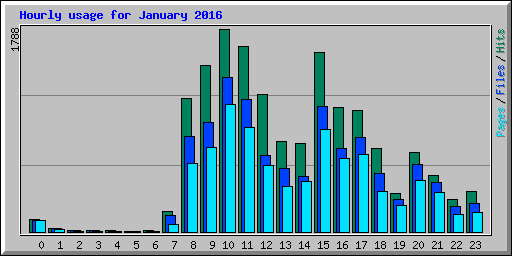 Hourly usage for January 2016
1788
Pages/Files/Hits
0 1 2 3 4 5 6 7 8 9 10 11 12 13 14 15 16 17 18 19 20 21 22 23